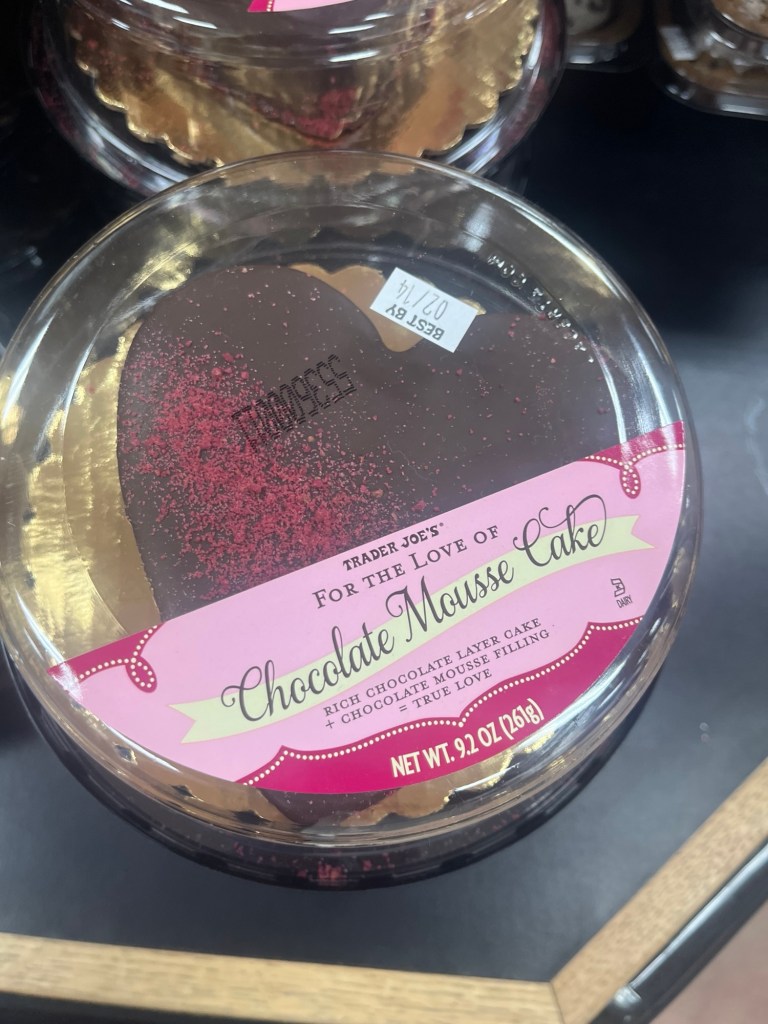 BEST BY
02/14
TRADER JOE'S®
FOR THE LOVE OF
Chocolate Mousse Cake
RICH CHOCOLATE LAYER CAKE
+ CHOCOLATE MOUSSE FILLING
= TRUE LOVE
DAIRY
NET WT. 9.2 OZ (261g)